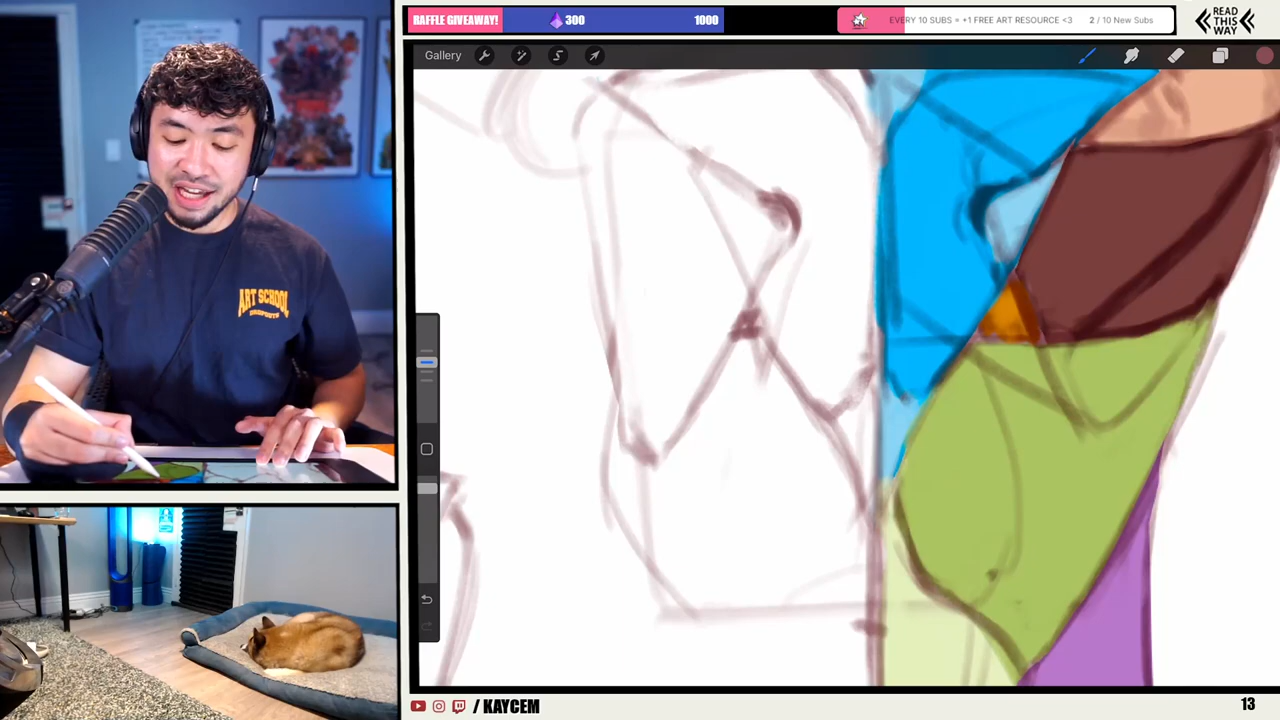 RAFFLE GIVEAWAY!
300
1000
EVERY 10 SUBS = +1 FREE ART RESOURCE <3
2 / 10 New Subs
READ
THIS
WAY
Gallery
ART SCHOOL
DROPOUTS
/ KAYCEM
13